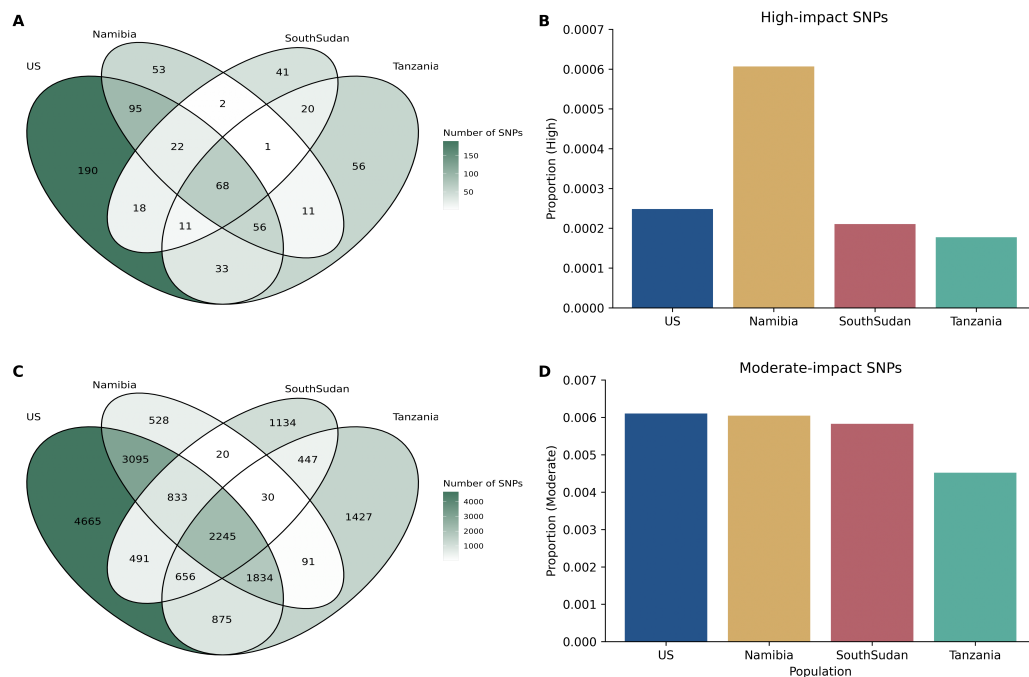 A
Namibia
SouthSudan
US
Tanzania
53
41
95
2
20
22
1
190
56
68
18
11
11
56
33
Number of SNPs
150
100
50
B
High-impact SNPs
Proportion (High)
0.0007
0.0006
0.0005
0.0004
0.0003
0.0002
0.0001
0.0000
US Namibia SouthSudan Tanzania
C
Namibia
SouthSudan
US
Tanzania
528
1134
3095
20
447
833
30
4665
1427
2245
491
91
656
1834
875
Number of SNPs
4000
3000
2000
1000
D
Moderate-impact SNPs
Proportion (Moderate)
0.007
0.006
0.005
0.004
0.003
0.002
0.001
0.000
US Namibia SouthSudan Tanzania
Population